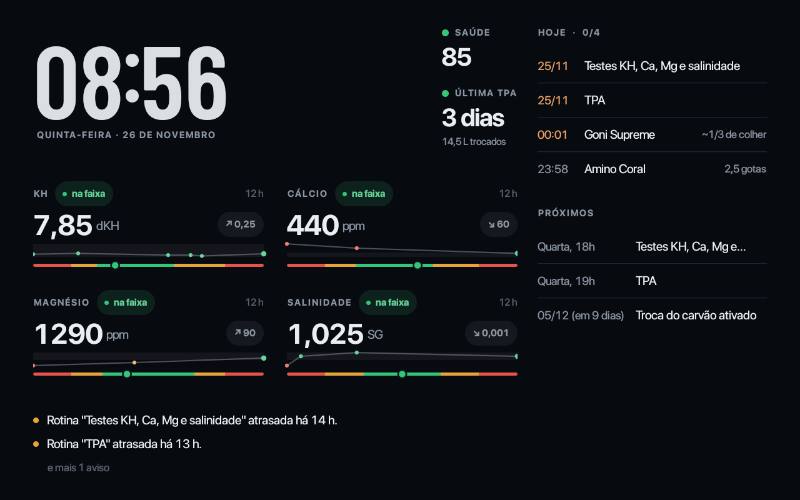 08:56
QUINTA-FEIRA · 26 DE NOVEMBRO
SAÚDE
85
ÚLTIMA TPA
3 dias
14,5 L trocados
HOJE · 0/4
25/11 Testes KH, Ca, Mg e salinidade
25/11 TPA
00:01 Goni Supreme ~1/3 de colher
23:58 Amino Coral 2,5 gotas
PRÓXIMOS
Quarta, 18h Testes KH, Ca, Mg e...
Quarta, 19h TPA
05/12 (em 9 dias) Troca do carvão ativado
KH na faixa 12 h
7,85 dKH ↗ 0,25
CÁLCIO na faixa 12 h
440 ppm ↘ 60
MAGNÉSIO na faixa 12 h
1290 ppm ↗ 90
SALINIDADE na faixa 12 h
1,025 SG ↘ 0,001
Rotina "Testes KH, Ca, Mg e salinidade" atrasada há 14 h.
Rotina "TPA" atrasada há 13 h.
e mais 1 aviso